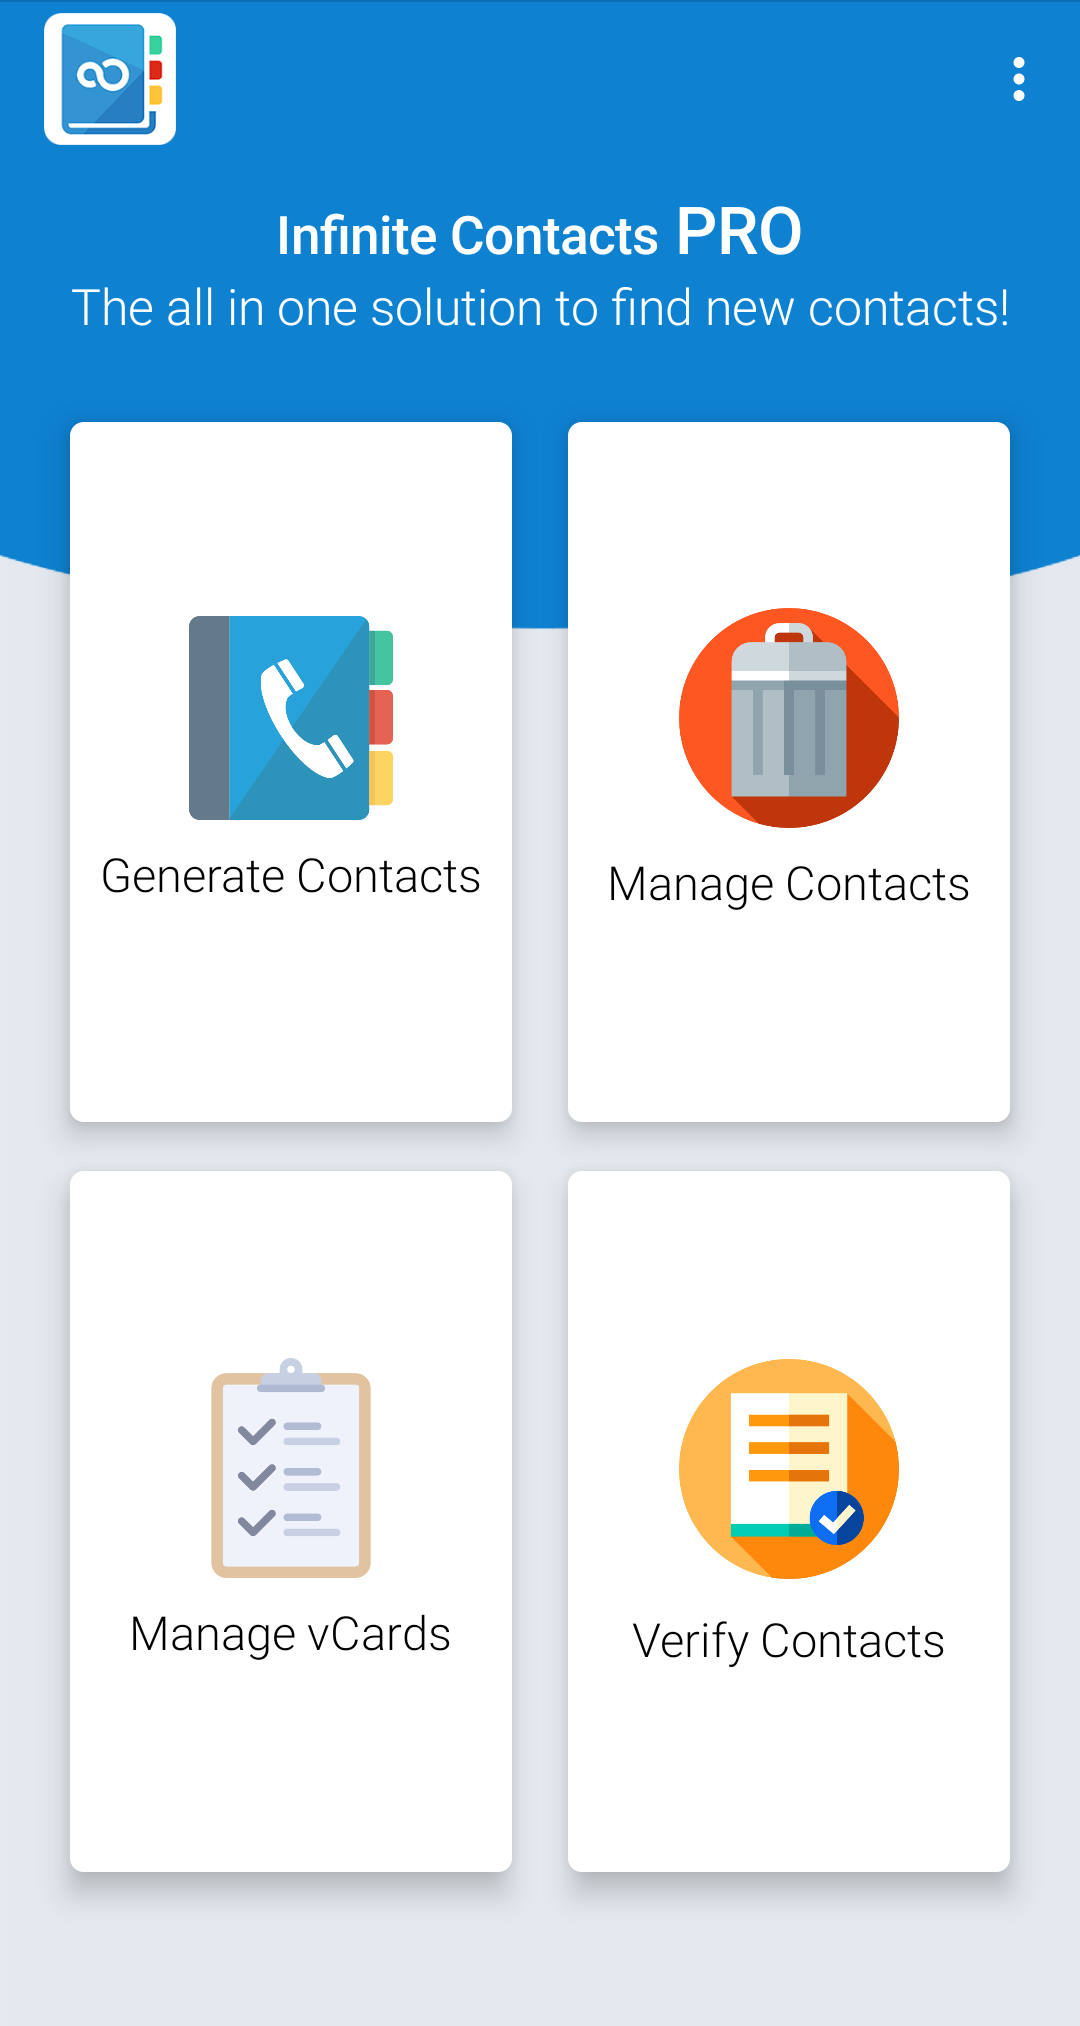 Infinite Contacts PRO
The all in one solution to find new contacts!
Generate Contacts
Manage Contacts
Manage vCards
Verify Contacts